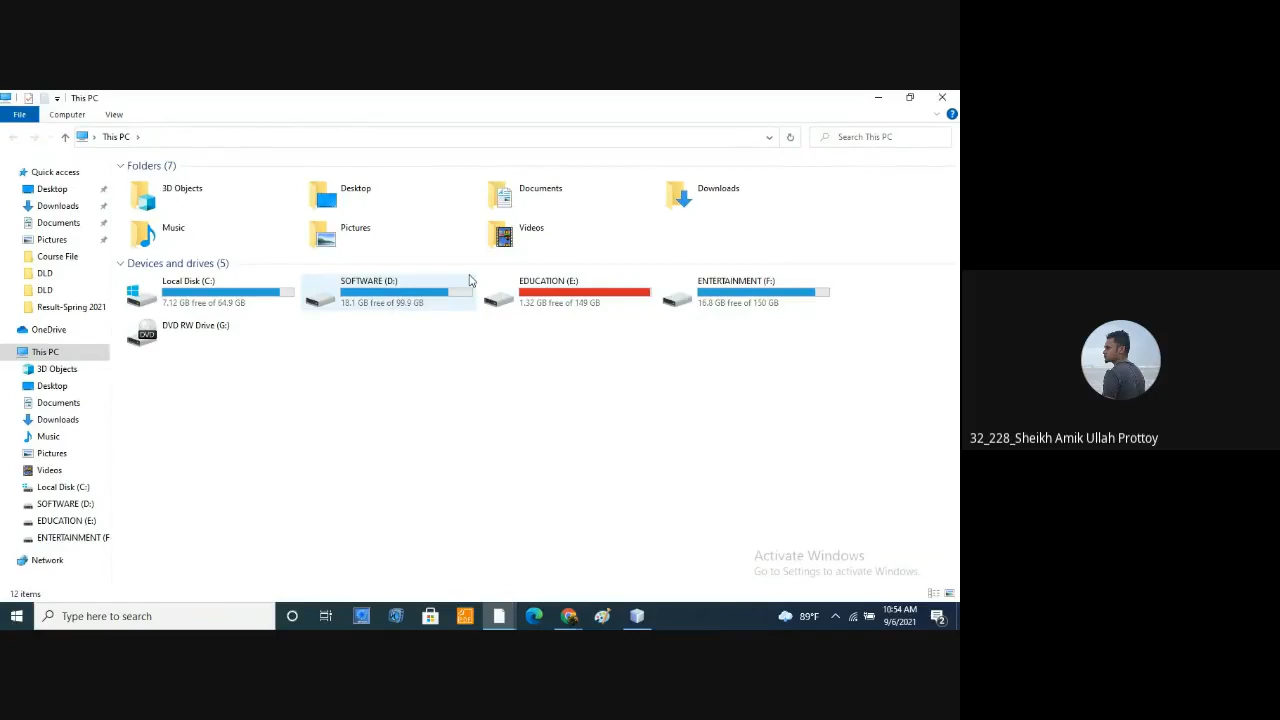 This PC
File Computer View
This PC
Search This PC
Quick access
Desktop
Downloads
Documents
Pictures
Course File
DLD
DLD
Result-Spring 2021
OneDrive
This PC
3D Objects
Desktop
Documents
Downloads
Music
Pictures
Videos
Local Disk (C:)
SOFTWARE (D:)
EDUCATION (E:)
ENTERTAINMENT (F
Network
Folders (7)
3D Objects
Desktop
Documents
Downloads
Music
Pictures
Videos
Devices and drives (5)
Local Disk (C:)
7.12 GB free of 64.9 GB
SOFTWARE (D:)
18.1 GB free of 99.9 GB
EDUCATION (E:)
1.32 GB free of 149 GB
ENTERTAINMENT (F:)
16.8 GB free of 150 GB
DVD RW Drive (G:)
DVD
Activate Windows
Go to Settings to activate Windows.
12 items
Type here to search
89°F
10:54 AM
9/6/2021
2
32_228_Sheikh Amik Ullah Prottoy